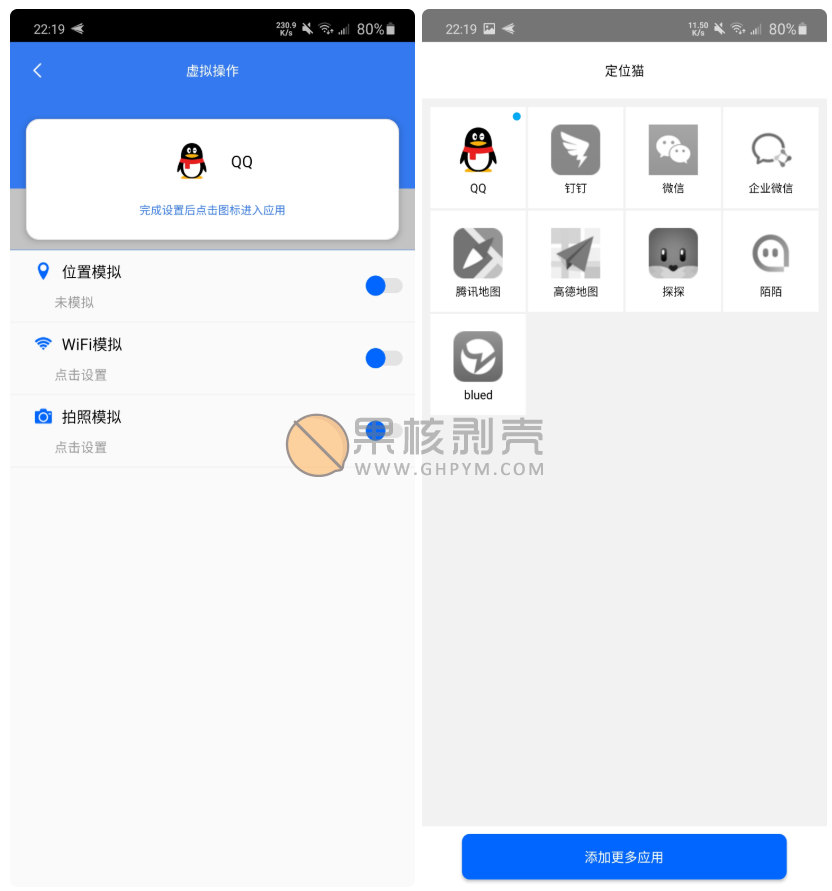 22:19
230.9
K/s
80%
虚拟操作
QQ
完成设置后点击图标进入应用
位置模拟
未模拟
WiFi模拟
点击设置
拍照模拟
点击设置
22:19
11.50
K/s
80%
定位猫
QQ
钉钉
微信
企业微信
腾讯地图
高德地图
探探
陌陌
blued
添加更多应用
果核剥壳
WWW.GHPYM.COM